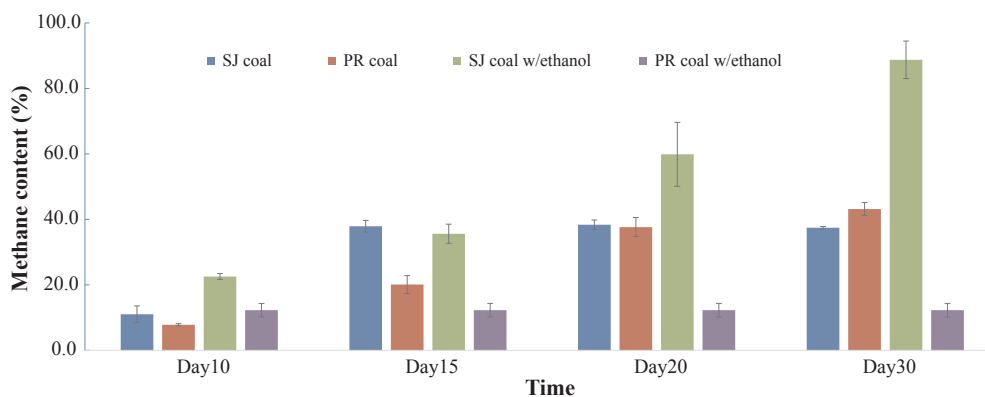 100.0
SJ coal PR coal SJ coal w/ethanol PR coal w/ethanol
80.0
60.0
40.0
20.0
0.0
Methane content (%)
Day10 Day15 Day20 Day30
Time